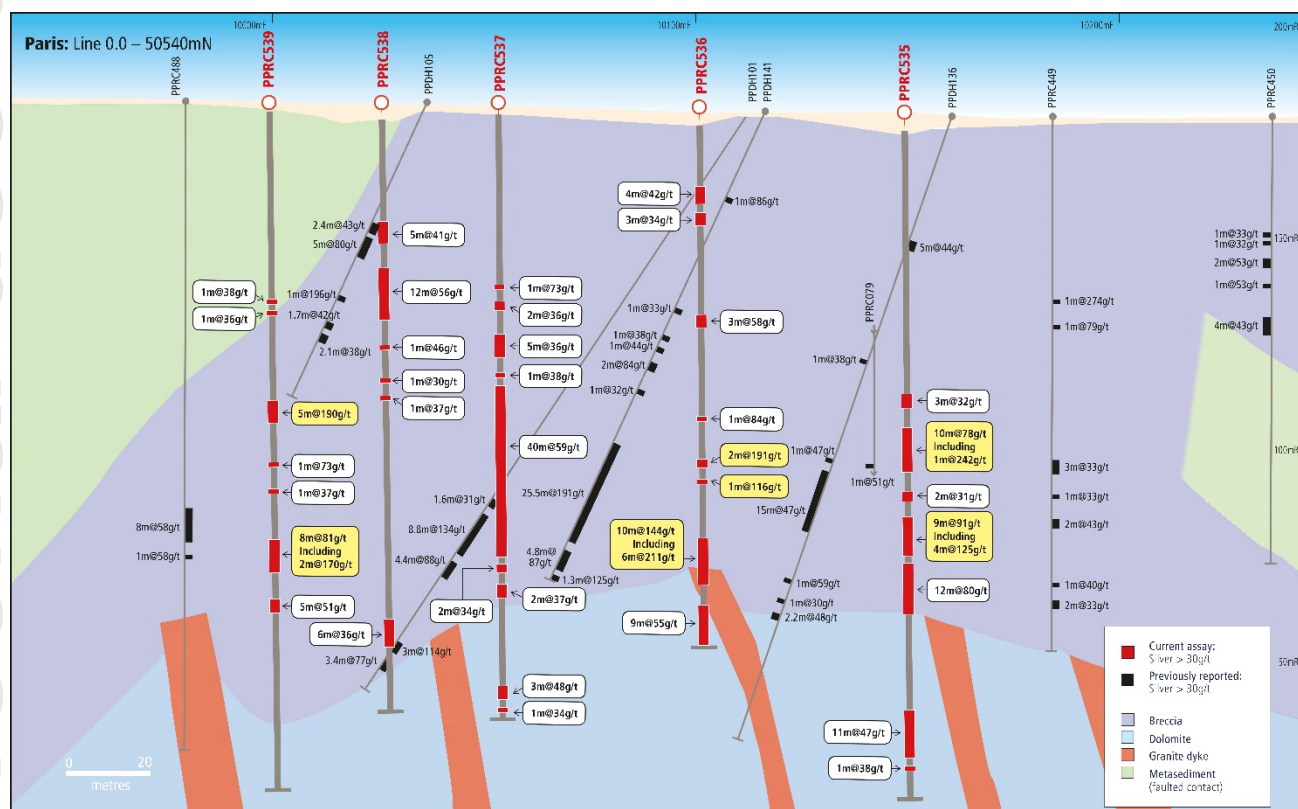 10000mE
10100mE
10200mE
200mR
Paris: Line 0.0 – 50540mN
PPRC488
PPRC539
PPRC538
PPDH105
PPRC537
PPRC536
PPDH101
PPDH141
PPRC535
PPDH136
PPRC449
PPRC450
PPRC079
150mR
100mR
50mR
8m@58g/t
1m@58g/t
1m@38g/t
1m@36g/t
5m@190g/t
1m@73g/t
1m@37g/t
8m@81g/t
Including
2m@170g/t
5m@51g/t
2.4m@43g/t
5m@80g/t
1m@196g/t
1.7m@42g/t
2.1m@38g/t
5m@41g/t
12m@56g/t
1m@46g/t
1m@30g/t
1m@37g/t
6m@36g/t
1m@73g/t
2m@36g/t
5m@36g/t
1m@38g/t
40m@59g/t
2m@34g/t
2m@37g/t
3m@48g/t
1m@34g/t
1.6m@31g/t
8.8m@134g/t
4.4m@88g/t
3m@114g/t
3.4m@77g/t
1m@86g/t
1m@33g/t
1m@38g/t
1m@44g/t
2m@84g/t
1m@32g/t
25.5m@191g/t
4.8m@
87g/t
1.3m@125g/t
4m@42g/t
3m@34g/t
3m@58g/t
1m@84g/t
2m@191g/t
1m@116g/t
10m@144g/t
Including
6m@211g/t
9m@55g/t
5m@44g/t
1m@38g/t
1m@47g/t
15m@47g/t
1m@59g/t
1m@30g/t
2.2m@48g/t
1m@51g/t
3m@32g/t
10m@78g/t
Including
1m@242g/t
2m@31g/t
9m@91g/t
Including
4m@125g/t
12m@80g/t
11m@47g/t
1m@38g/t
1m@274g/t
1m@79g/t
3m@33g/t
1m@33g/t
2m@43g/t
1m@40g/t
2m@33g/t
1m@33g/t
1m@32g/t
2m@53g/t
1m@53g/t
4m@43g/t
0 20
metres
Current assay:
Silver > 30g/t
Previously reported:
Silver > 30g/t
Breccia
Dolomite
Granite dyke
Metasediment
(faulted contact)